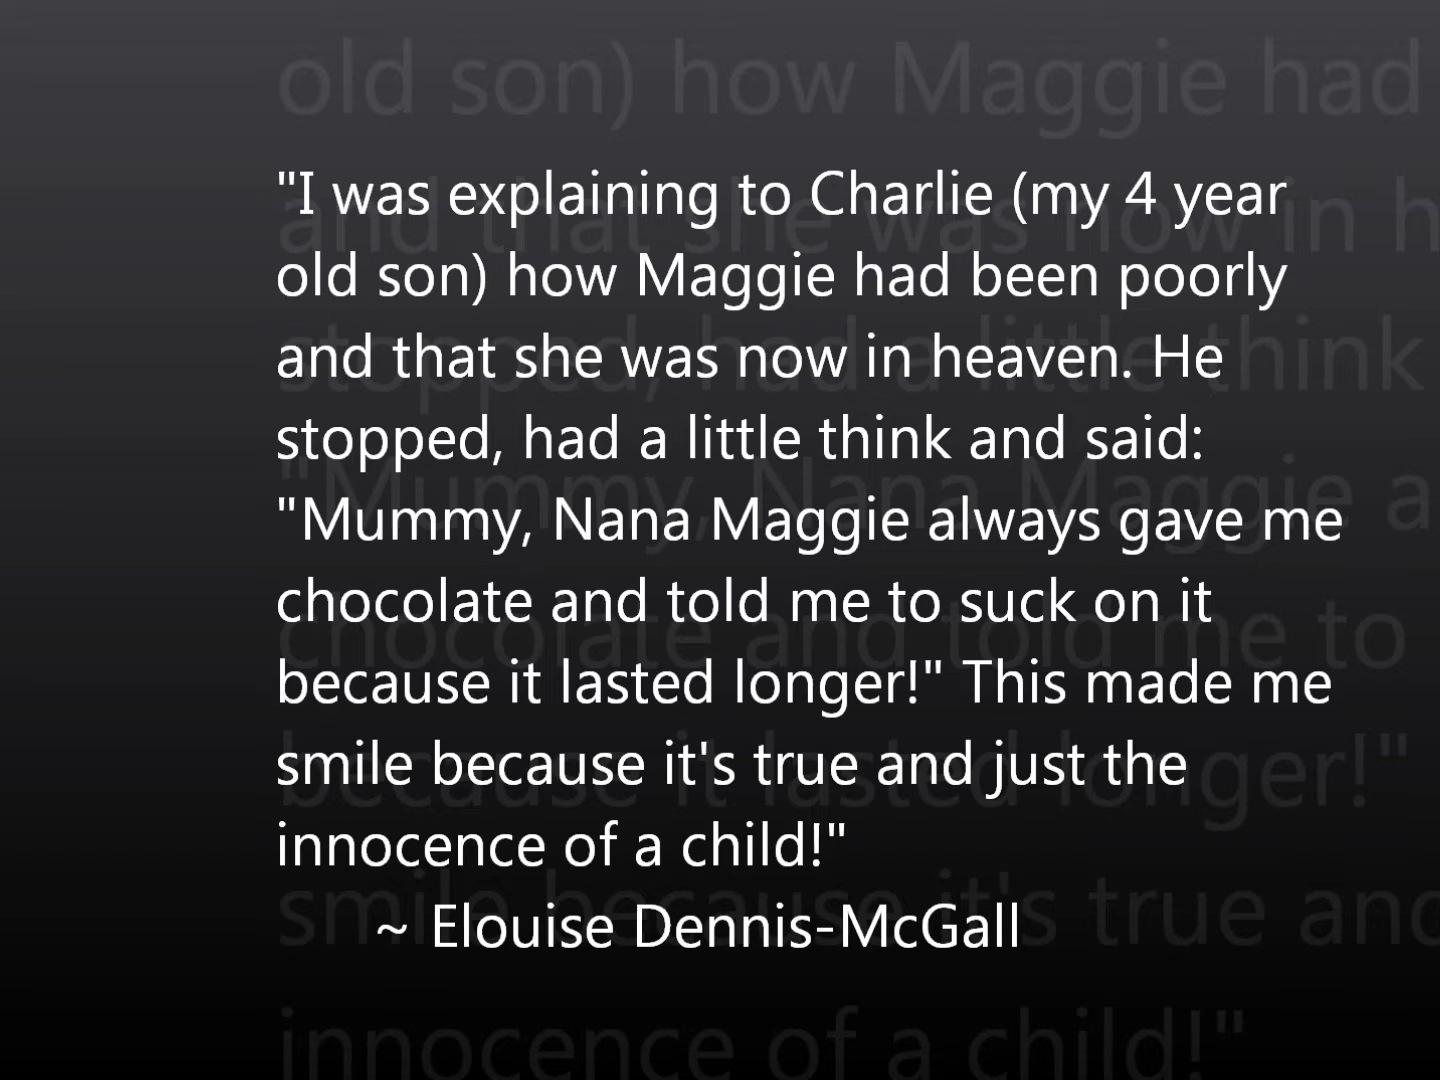 "I was explaining to Charlie (my 4 year
old son) how Maggie had been poorly
and that she was now in heaven. He
stopped, had a little think and said:
"Mummy, Nana Maggie always gave me
chocolate and told me to suck on it
because it lasted longer!" This made me
smile because it's true and just the
innocence of a child!"
~ Elouise Dennis-McGall